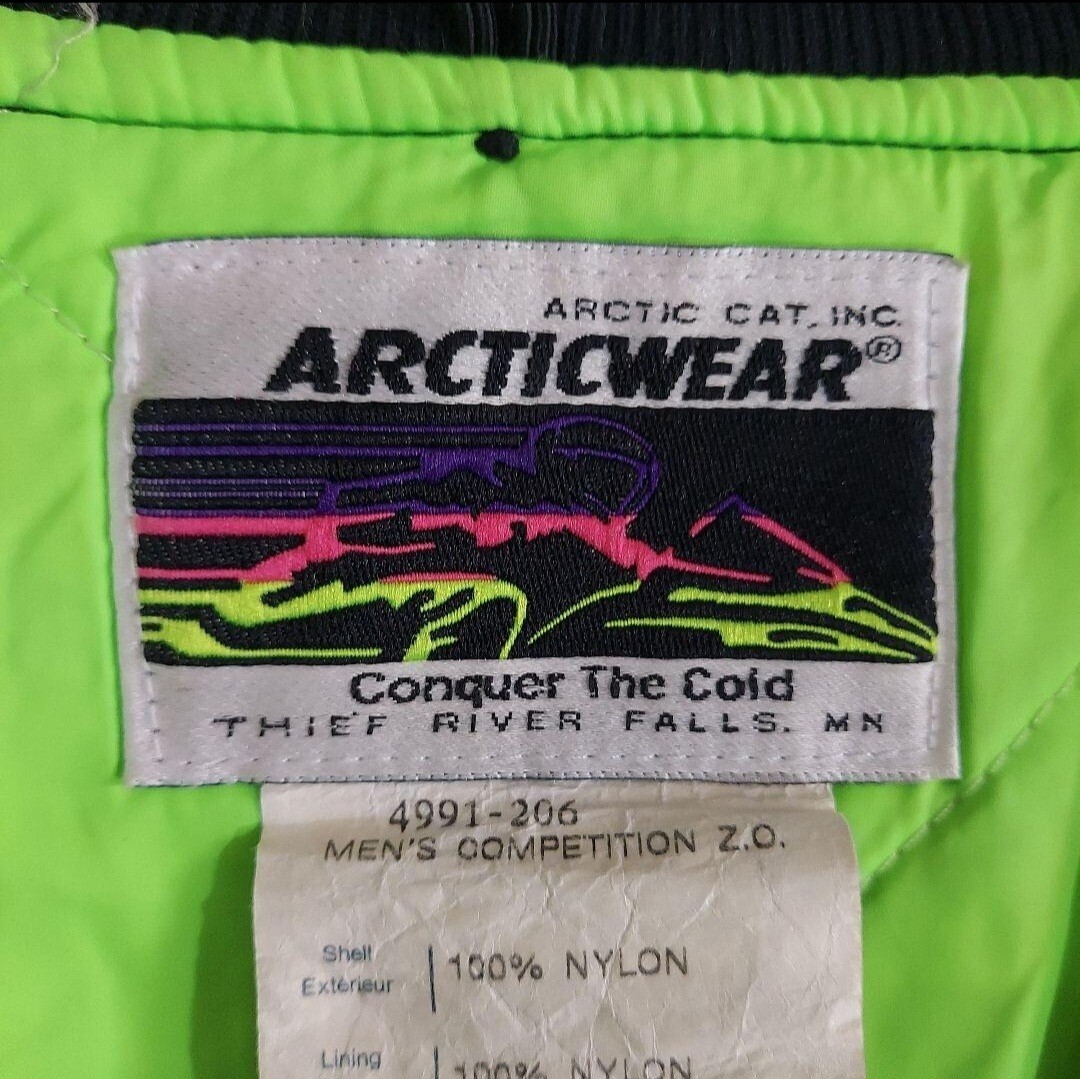 ARCTIC CAT, INC.
ARCTICWEAR®
Conquer The Cold
THIEF RIVER FALLS, MN
4991-206
MEN'S COMPETITION Z.O.
Shell
Extérieur
100% NYLON
Lining
100% NYLON